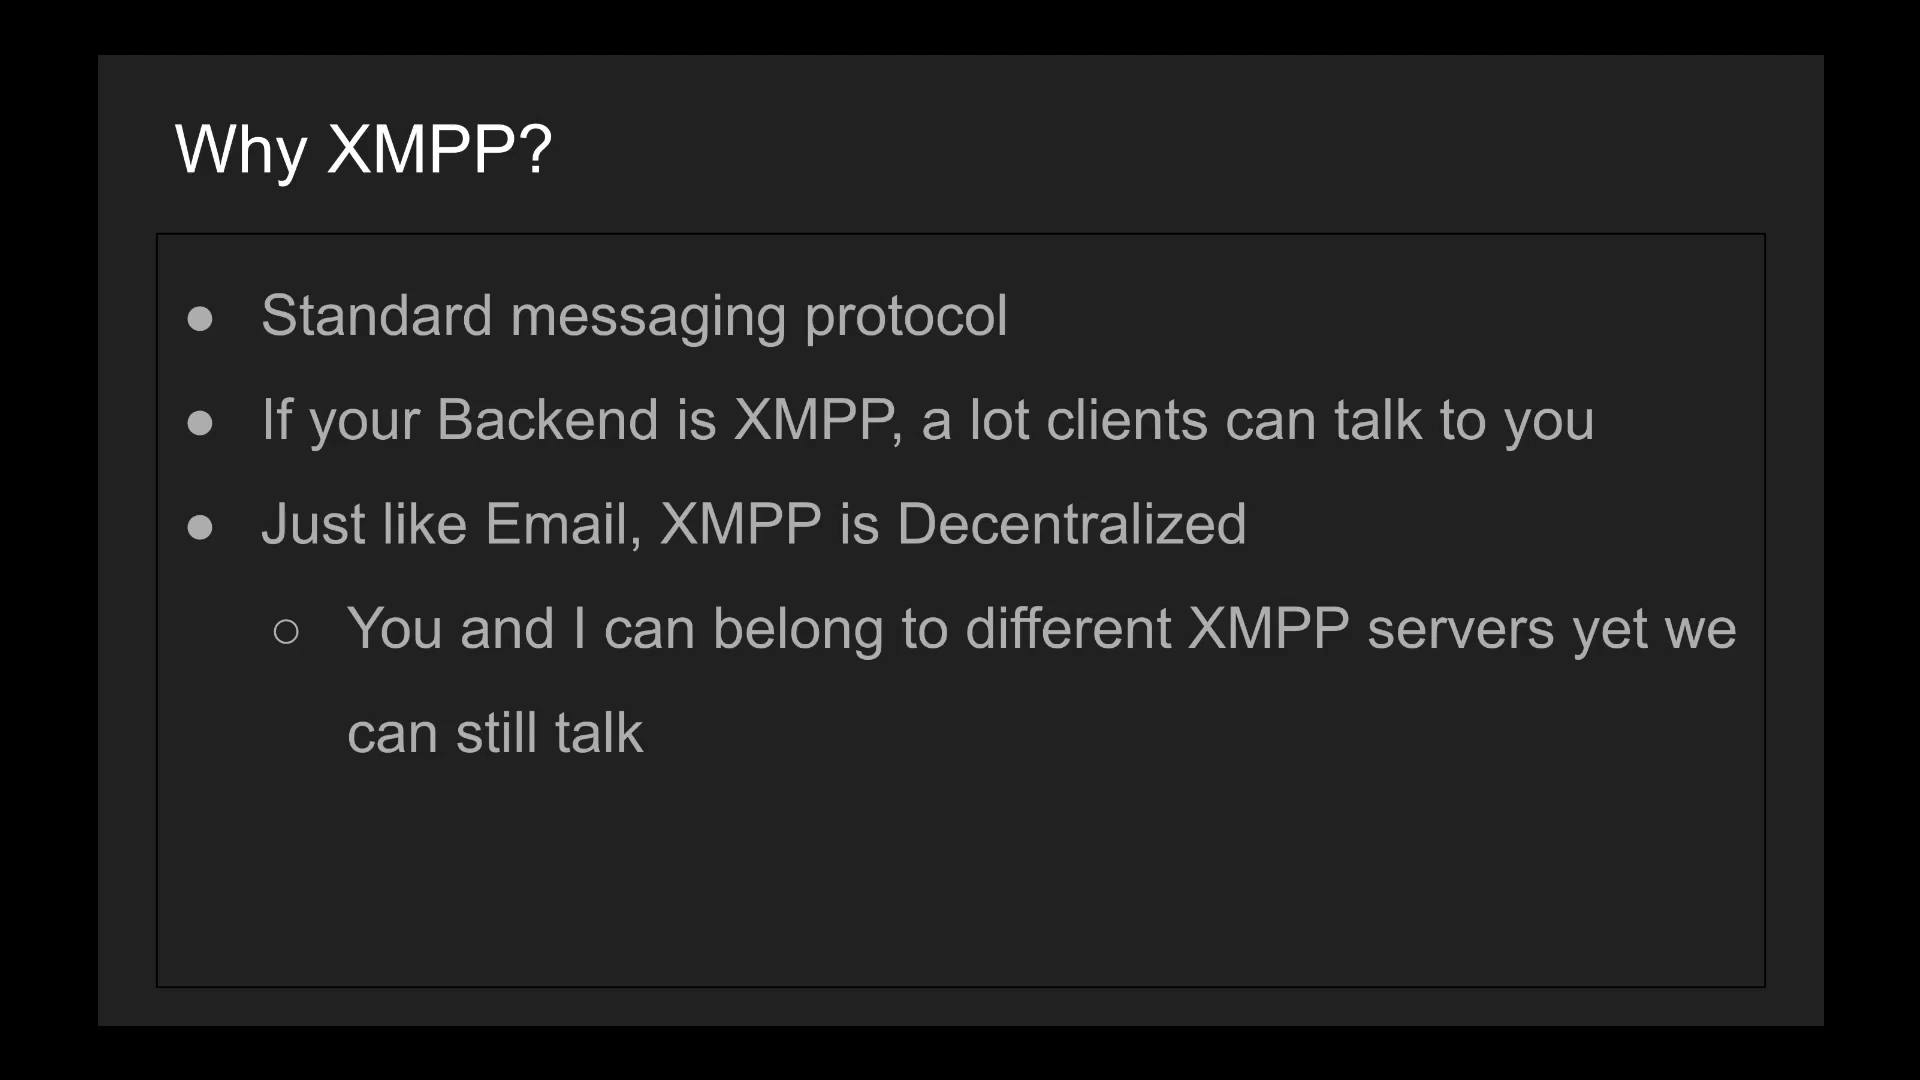 Why XMPP?
● Standard messaging protocol
● If your Backend is XMPP, a lot clients can talk to you
● Just like Email, XMPP is Decentralized
○ You and I can belong to different XMPP servers yet we
can still talk